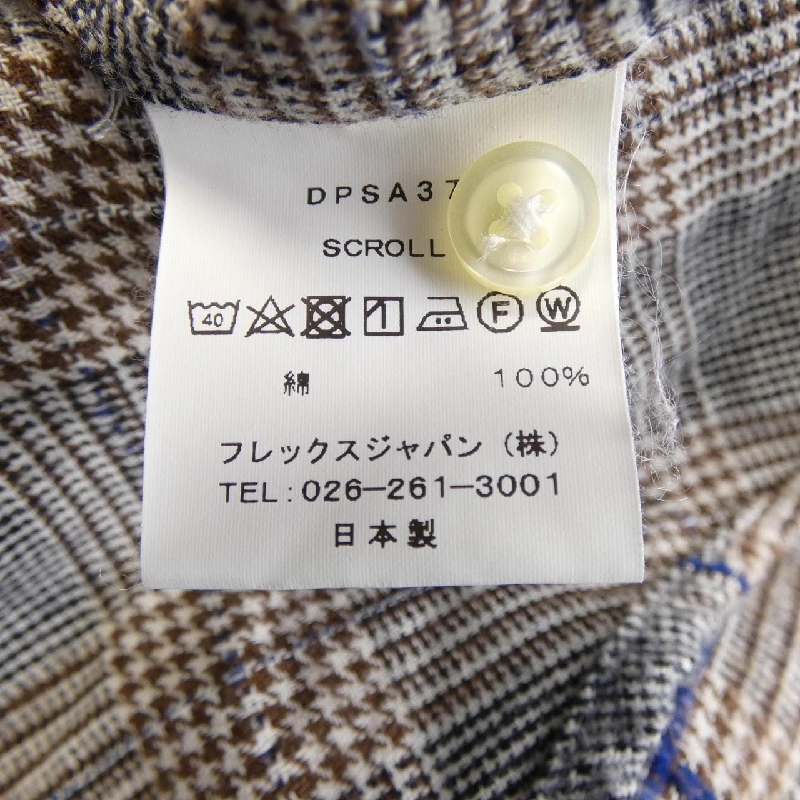 DPSA37
SCROLL
40 F W
綿 100%
フレックスジャパン（株）
TEL:026-261-3001
日本製